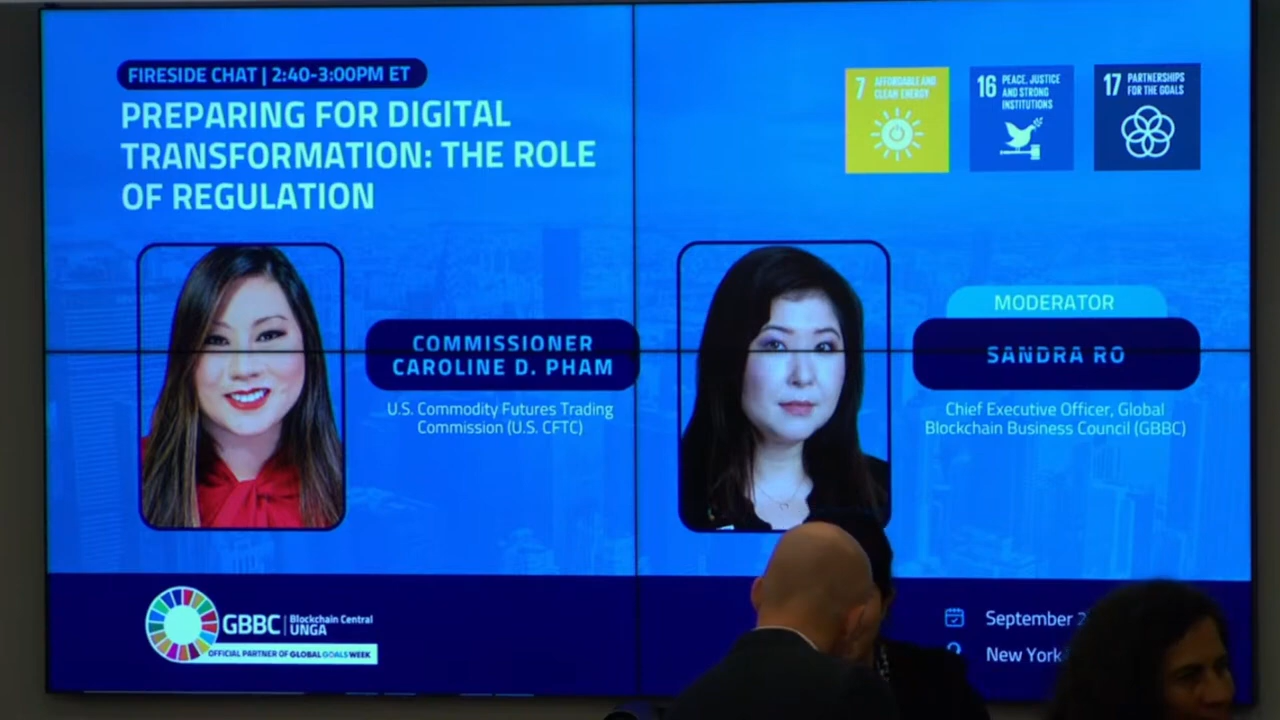 FIRESIDE CHAT | 2:40-3:00PM ET
PREPARING FOR DIGITAL
TRANSFORMATION: THE ROLE
OF REGULATION
7 AFFORDABLE AND
CLEAN ENERGY
16 PEACE, JUSTICE
AND STRONG
INSTITUTIONS
17 PARTNERSHIPS
FOR THE GOALS
COMMISSIONER
CAROLINE D. PHAM
U.S. Commodity Futures Trading
Commission (U.S. CFTC)
MODERATOR
SANDRA RO
Chief Executive Officer, Global
Blockchain Business Council (GBBC)
GBBC | Blockchain Central
UNGA
OFFICIAL PARTNER OF GLOBAL GOALS WEEK
September 2
New York